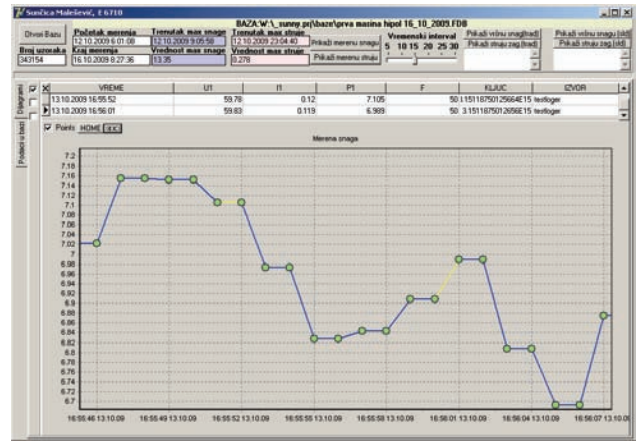 Sunčica Malešević, E 6710
BAZA:W:\_sunny.prj\baze\prva masina hipol 16_10_2009.FDB
Otvori Bazu
Početak merenja
Trenutak max snage
Trenutak max struje
Vremenski interval
12.10.2009 6:01:08
12.10.2009 9:05:58
12.10.2009 23:04:40
Prikaži merenu snagu
5 10 15 20 25 30
Broj uzoraka
Kraj merenja
Vrednost max snage
Vrednost max struje
343154
16.10.2009 8:27:36
13.35
0.278
Prikaži merenu struju
Prikaži vršnu snagu(trad)
Prikaži struju zag.(trad)
Prikaži vršnu snagu (std)
Prikaži struju zag.(std)
Dijagrami
Podaci u bazi
X VREME U1 I1 P1 F KLJUC IZVOR
13.10.2009 16:55:52 59.78 0.12 7.105 50 testloger
13.10.2009 16:56:01 59.83 0.119 6.989 50 testloger
Points HOME <<
Merena snaga
7.2
7.18
7.16
7.14
7.12
7.1
7.08
7.06
7.04
7.02
7
6.98
6.96
6.94
6.92
6.9
6.88
6.86
6.84
6.82
6.8
6.78
6.76
6.74
6.72
6.7
16:55:46 13.10.09 16:55:49 13.10.09 16:55:52 13.10.09 16:55:55 13.10.09 16:55:58 13.10.09 16:56:01 13.10.09 16:56:04 13.10.09 16:56:07 13.10.0